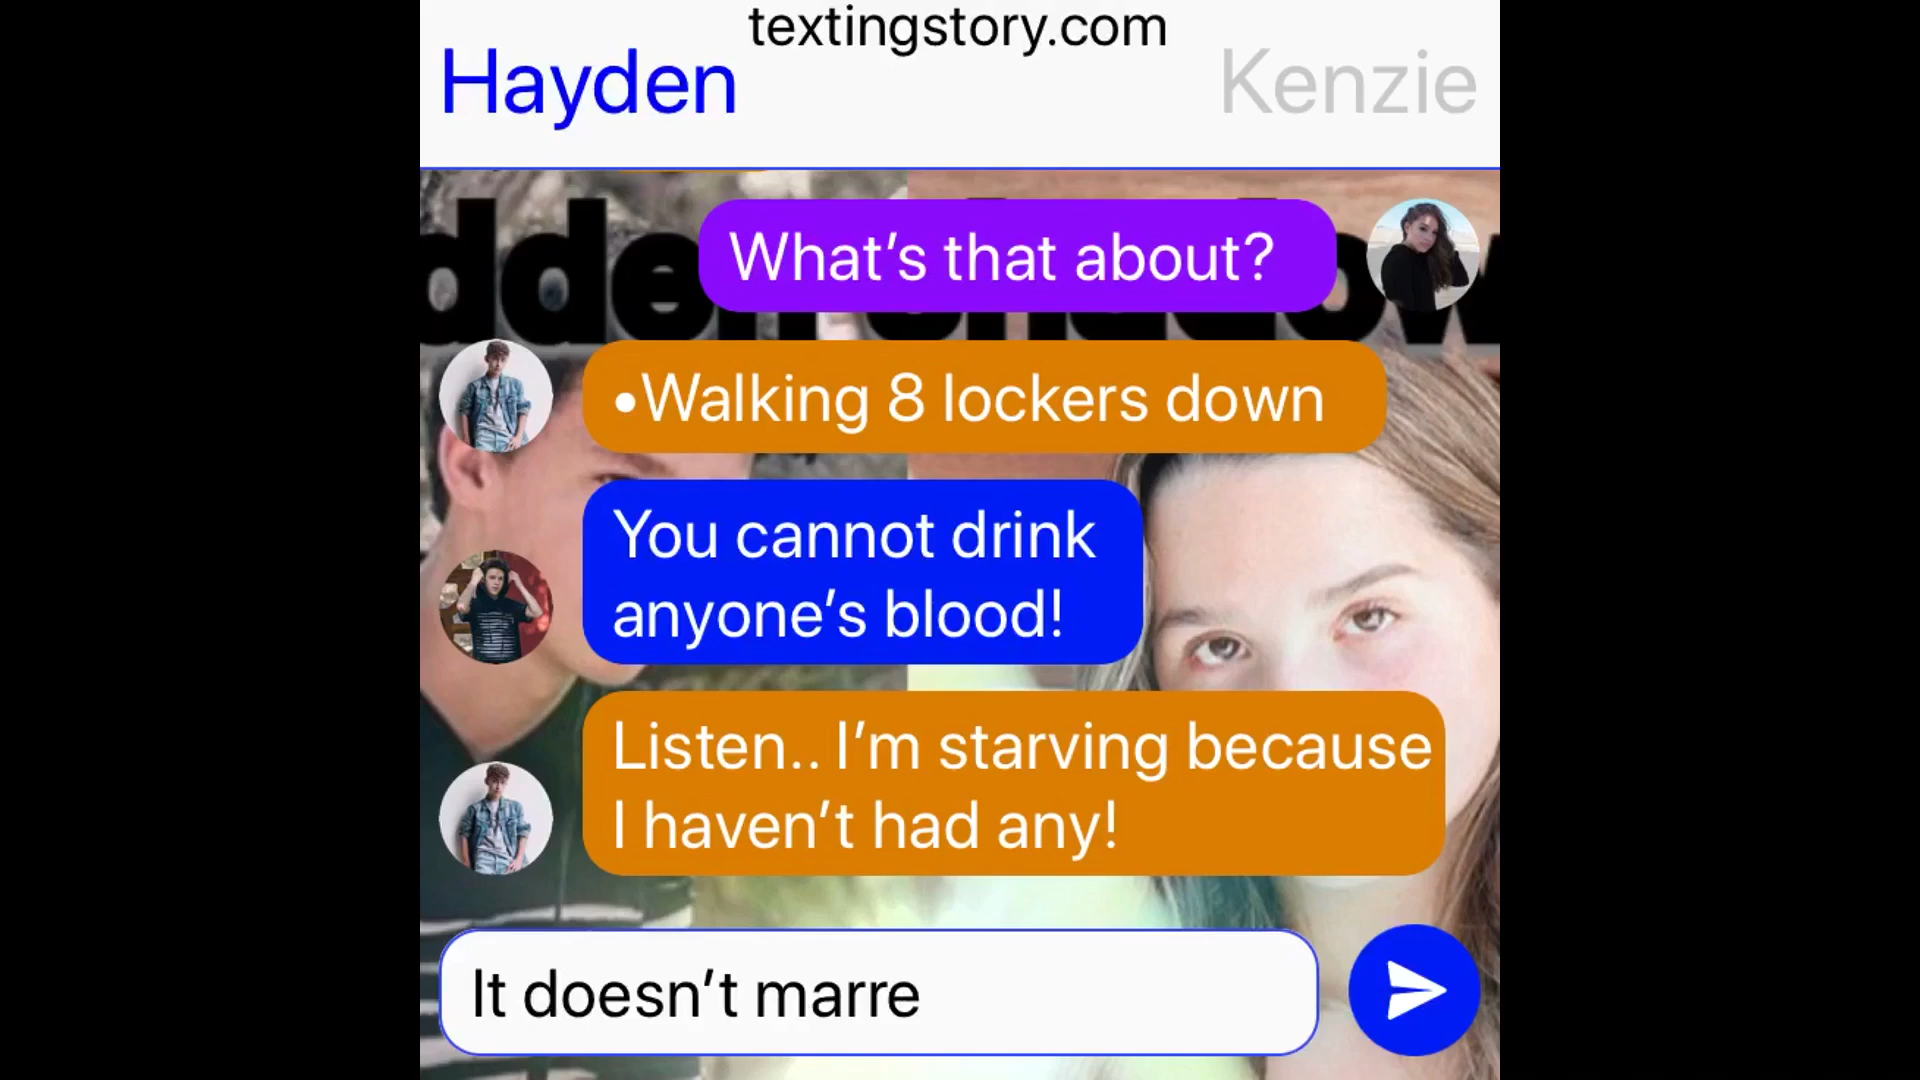 textingstory.com
Hayden
Kenzie
What's that about?
•Walking 8 lockers down
You cannot drink
anyone's blood!
Listen.. I'm starving because
I haven't had any!
It doesn't marre